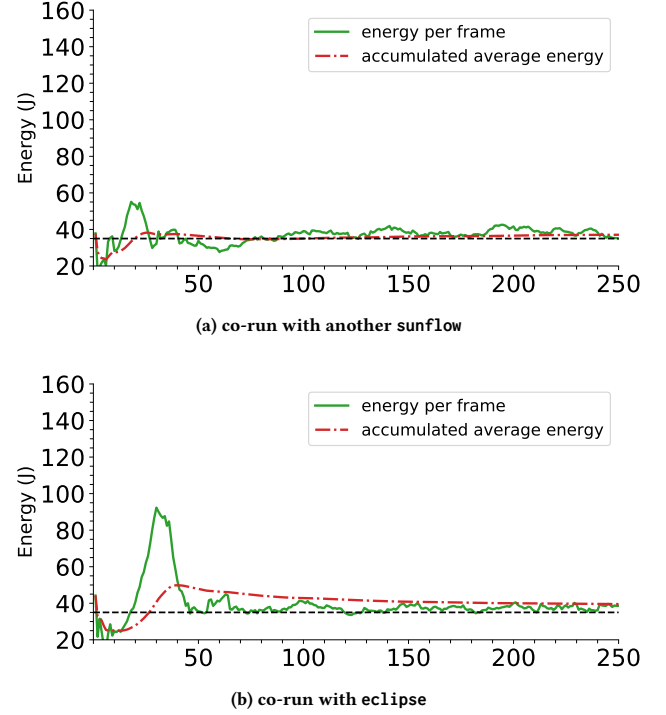 160
140
120
100
80
60
40
20
Energy (J)
energy per frame
accumulated average energy
50 100 150 200 250
(a) co-run with another sunflow
160
140
120
100
80
60
40
20
Energy (J)
energy per frame
accumulated average energy
50 100 150 200 250
(b) co-run with eclipse